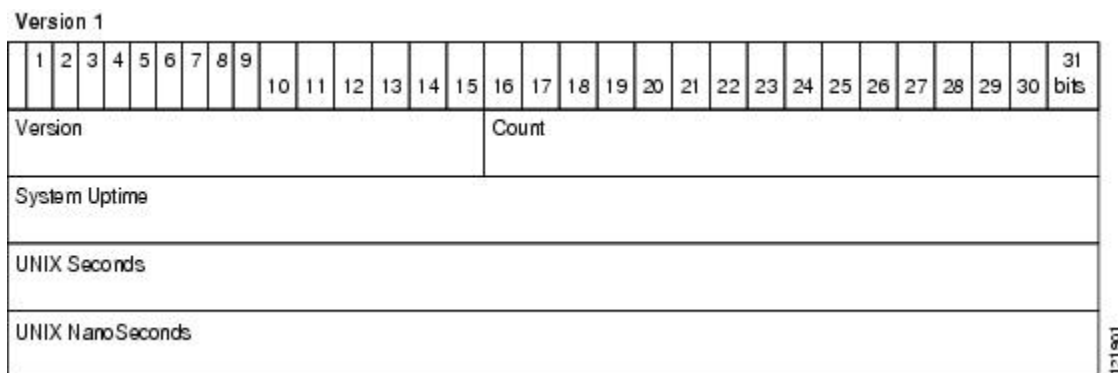 Version 1
1 2 3 4 5 6 7 8 9 10 11 12 13 14 15 16 17 18 19 20 21 22 23 24 25 26 27 28 29 30 31 bits
Version Count
System Uptime
UNIX Seconds
UNIX NanoSeconds
121901